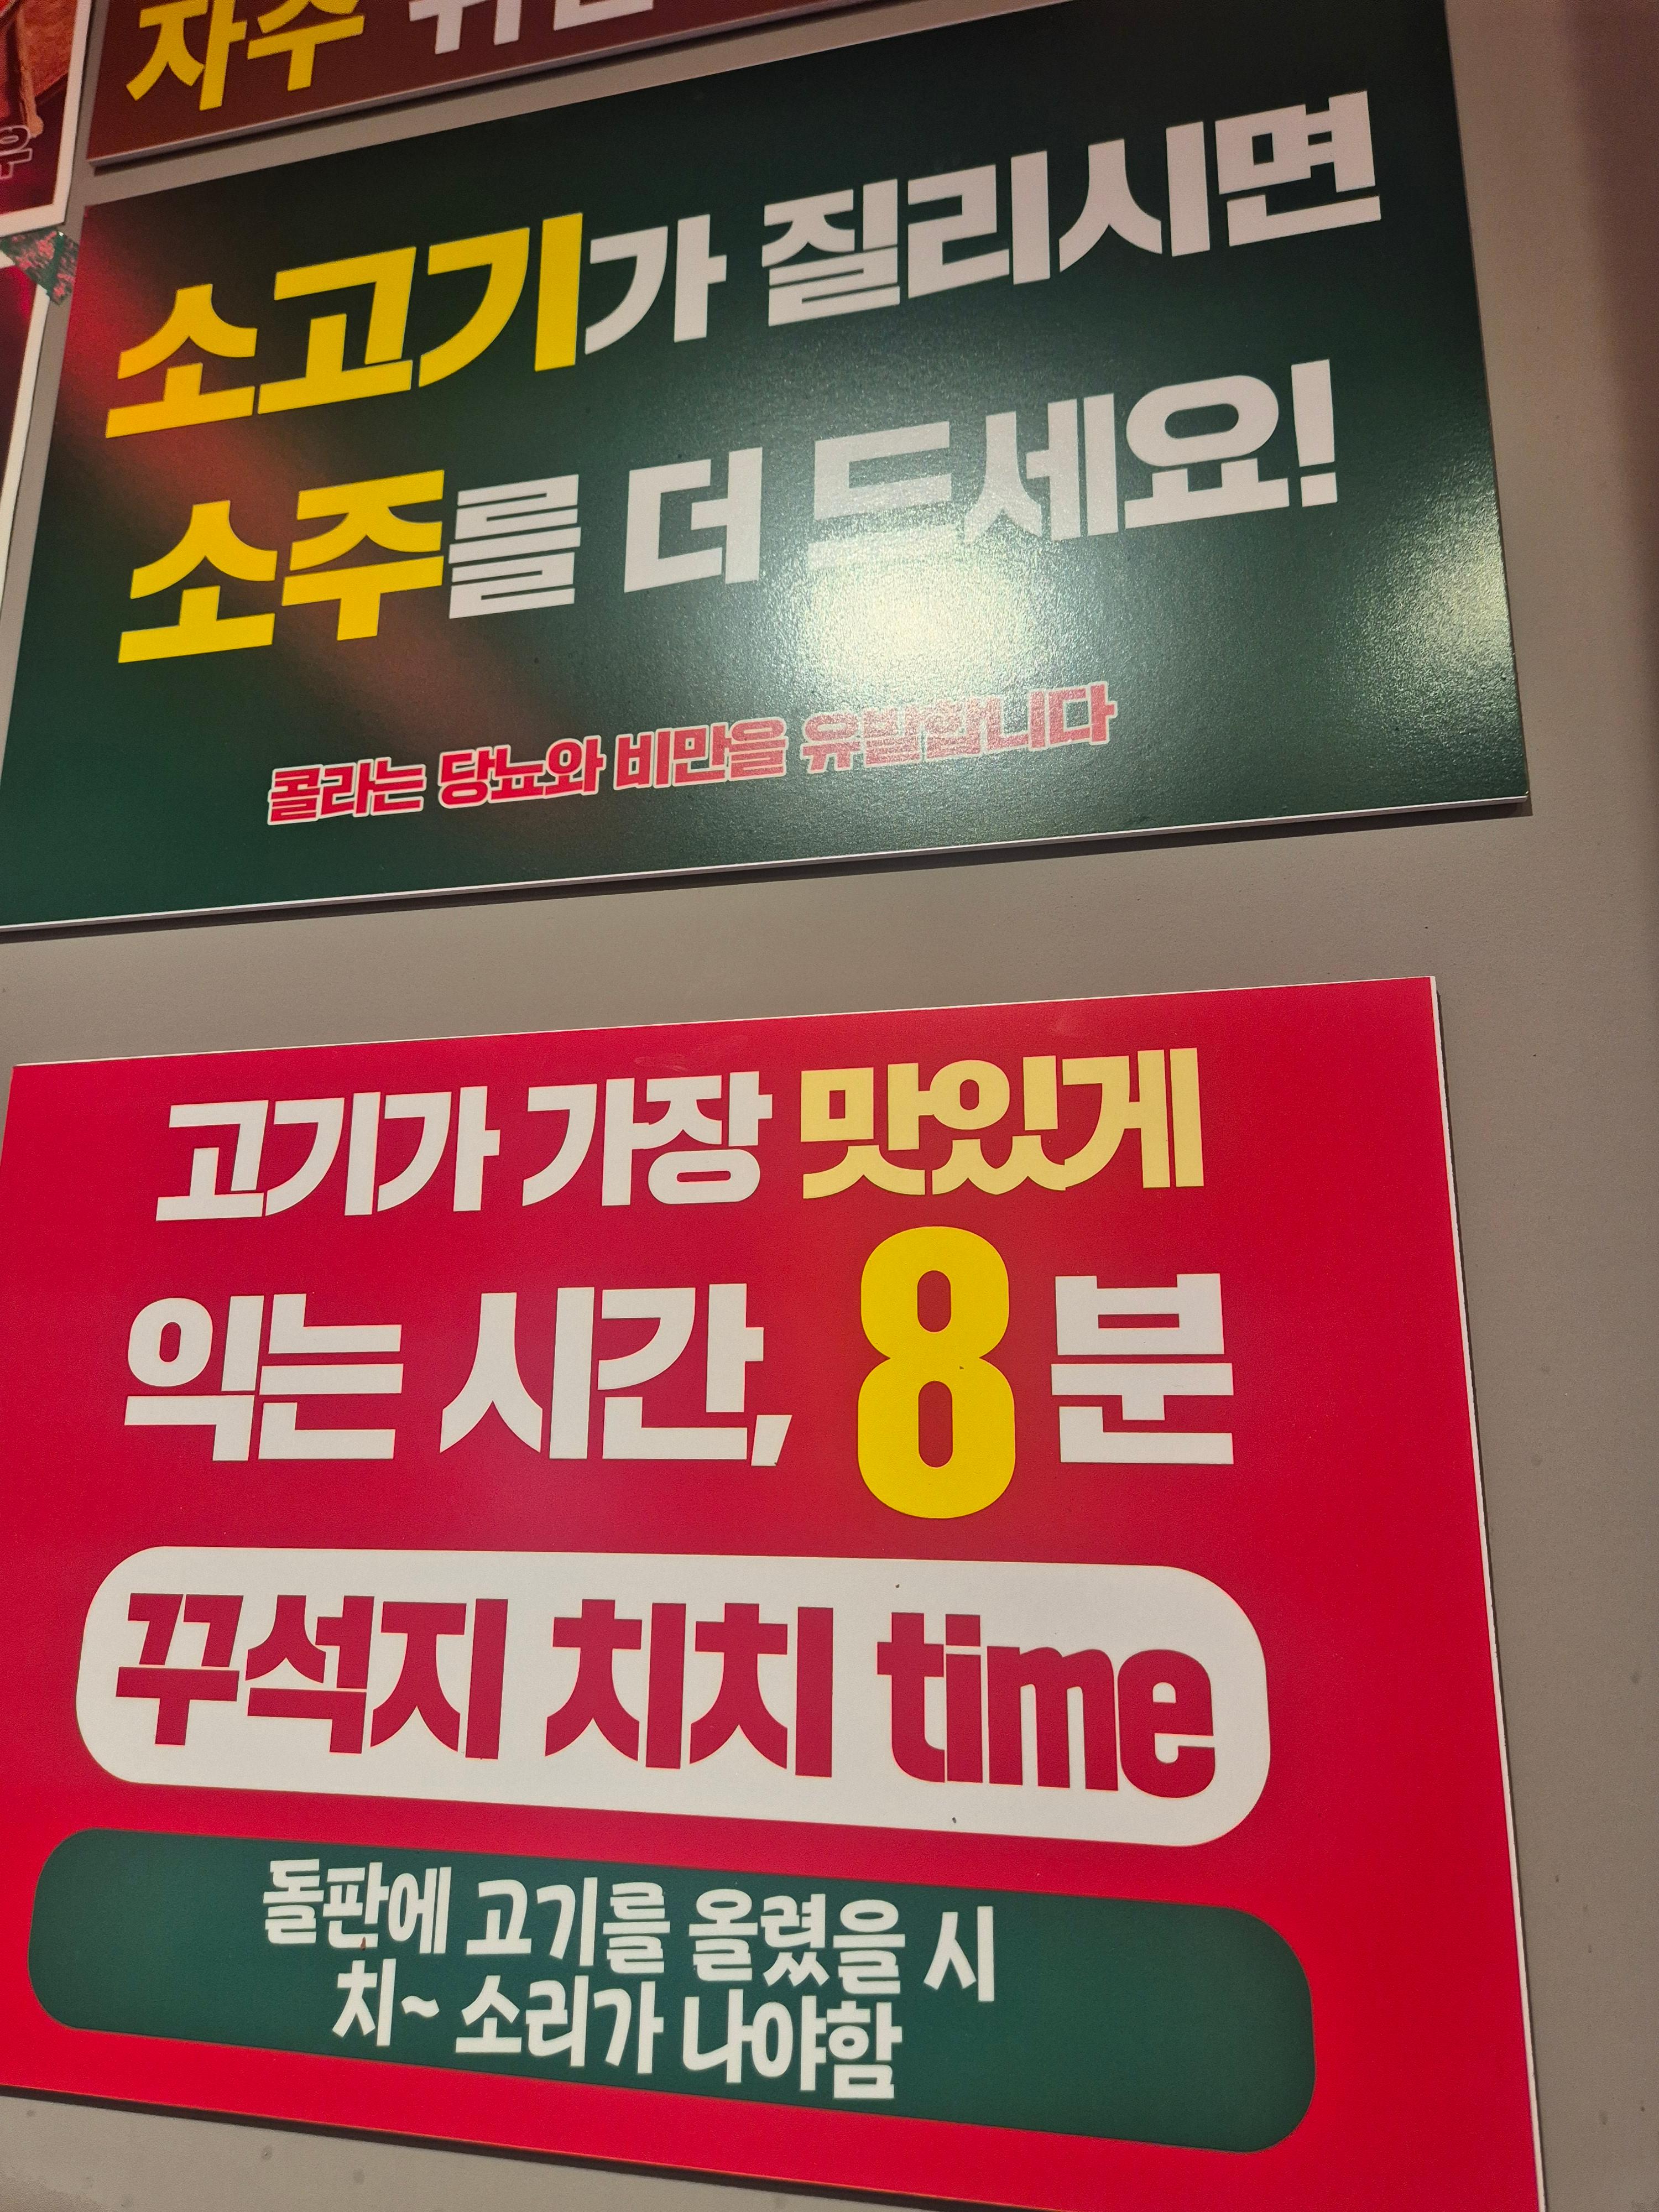 자주
우
소고기가 질리시면
소주를 더 드세요!
콜라는 당뇨와 비만을 유발합니다
고기가 가장 맛있게
익는 시간, 8분
꾸석지 치치 time
돌판에 고기를 올렸을 시
치~ 소리가 나야함